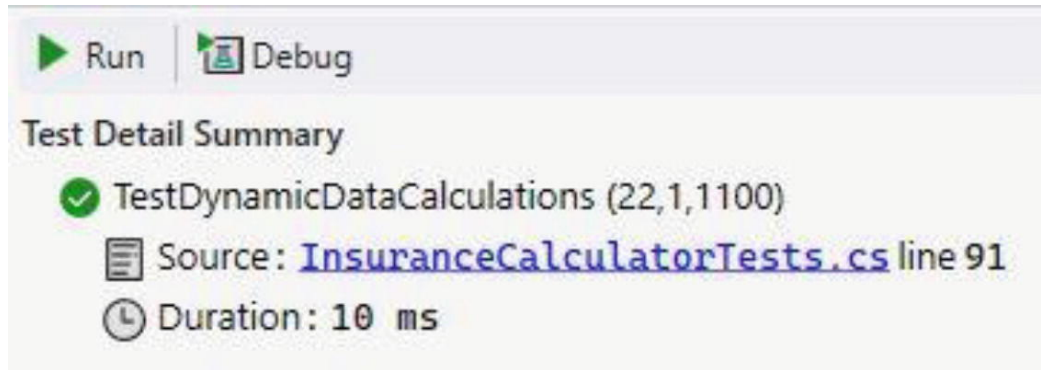 Run Debug
Test Detail Summary
TestDynamicDataCalculations (22,1,1100)
Source: InsuranceCalculatorTests.cs line 91
Duration: 10 ms